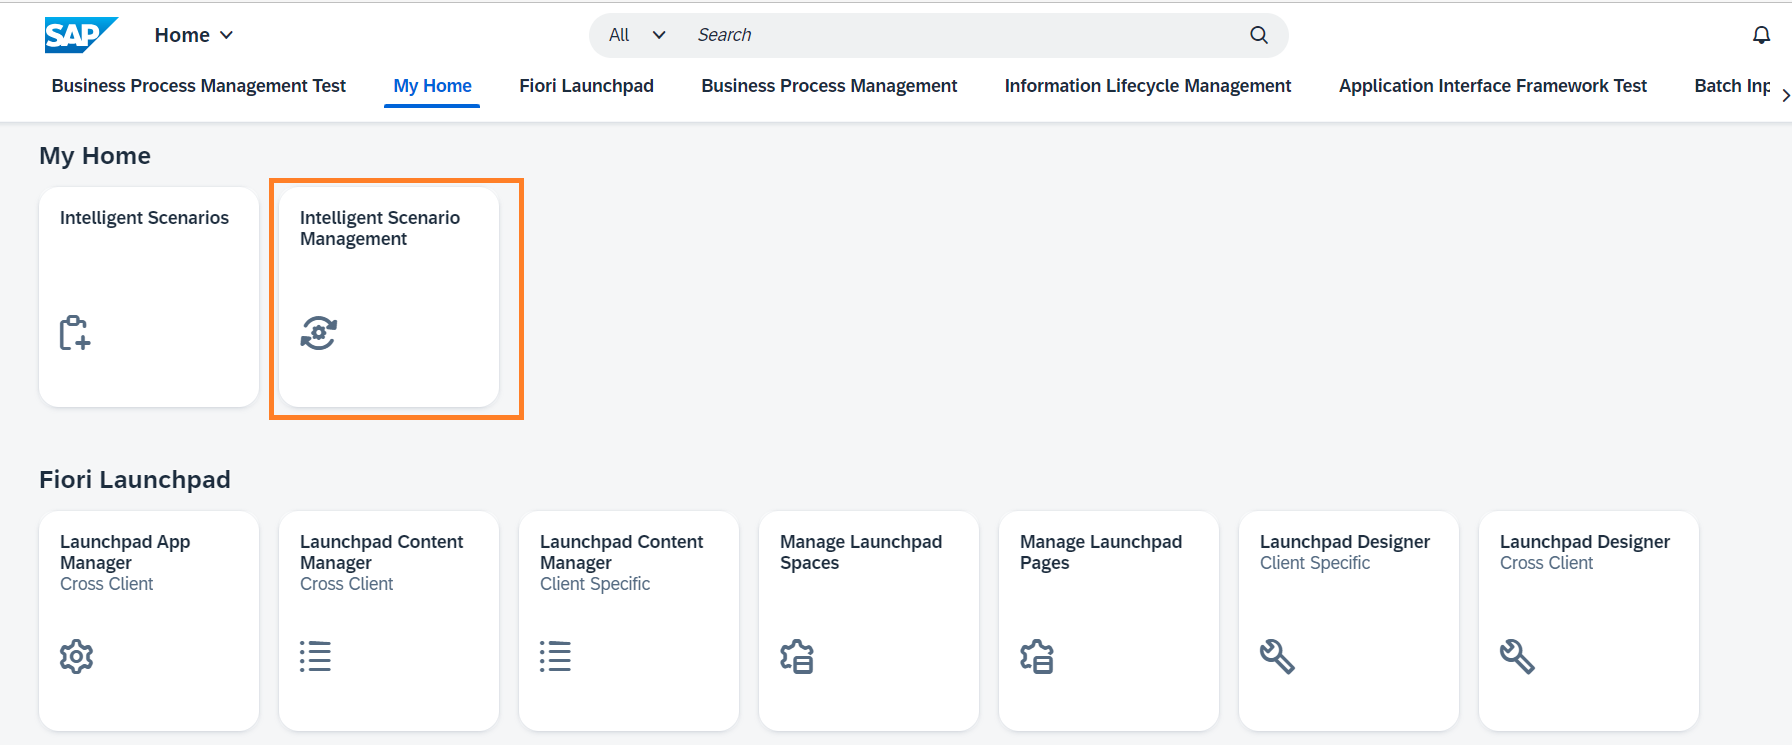 SAP
Home
All
Search
Business Process Management Test
My Home
Fiori Launchpad
Business Process Management
Information Lifecycle Management
Application Interface Framework Test
Batch Inp
My Home
Intelligent Scenarios
Intelligent Scenario
Management
Fiori Launchpad
Launchpad App
Manager
Cross Client
Launchpad Content
Manager
Cross Client
Launchpad Content
Manager
Client Specific
Manage Launchpad
Spaces
Manage Launchpad
Pages
Launchpad Designer
Client Specific
Launchpad Designer
Cross Client